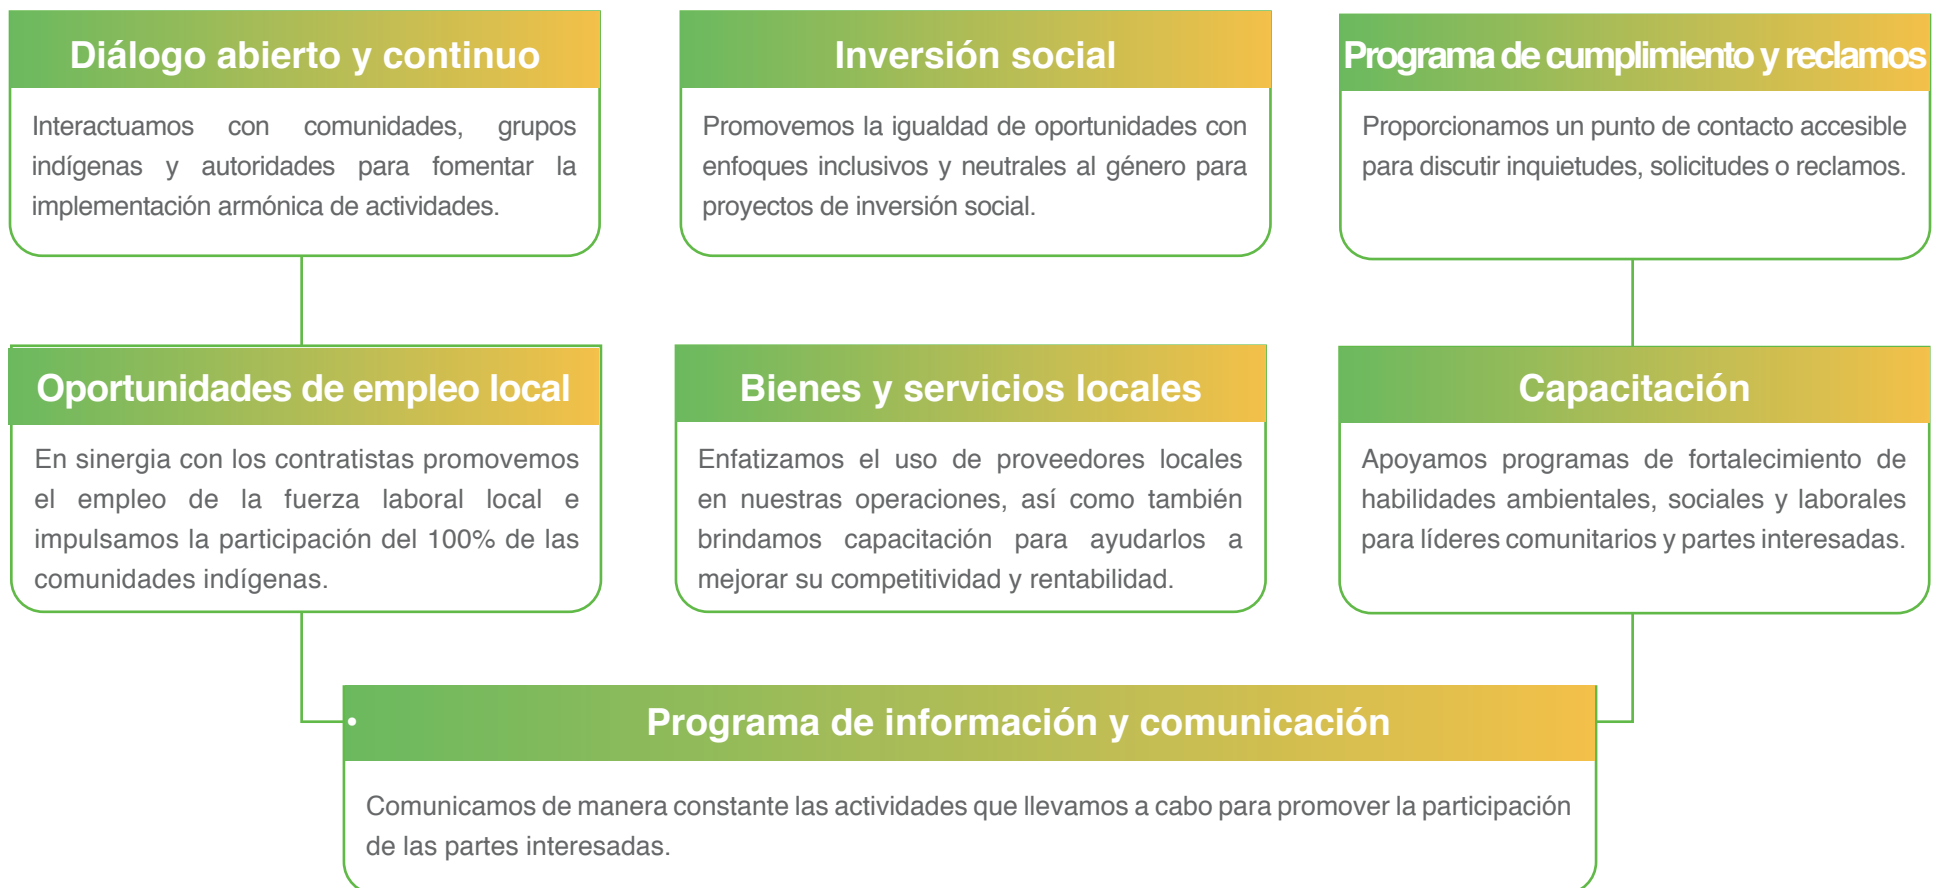 Diálogo abierto y continuo
Interactuamos con comunidades, grupos
indígenas y autoridades para fomentar la
implementación armónica de actividades.
Inversión social
Promovemos la igualdad de oportunidades con
enfoques inclusivos y neutrales al género para
proyectos de inversión social.
Programa de cumplimiento y reclamos
Proporcionamos un punto de contacto accesible
para discutir inquietudes, solicitudes o reclamos.
Oportunidades de empleo local
En sinergia con los contratistas promovemos
el empleo de la fuerza laboral local e
impulsamos la participación del 100% de las
comunidades indígenas.
Bienes y servicios locales
Enfatizamos el uso de proveedores locales
en nuestras operaciones, así como también
brindamos capacitación para ayudarlos a
mejorar su competitividad y rentabilidad.
Capacitación
Apoyamos programas de fortalecimiento de
habilidades ambientales, sociales y laborales
para líderes comunitarios y partes interesadas.
• Programa de información y comunicación
Comunicamos de manera constante las actividades que llevamos a cabo para promover la participación
de las partes interesadas.